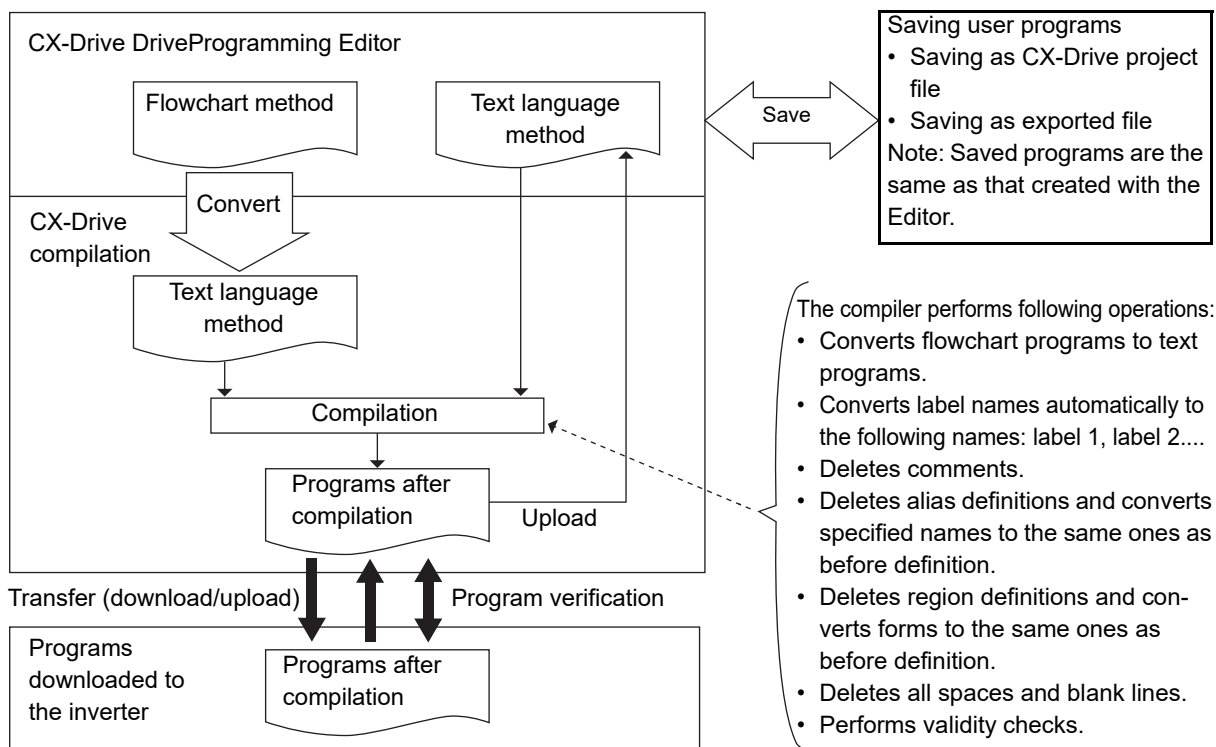 CX-Drive DriveProgramming Editor
Flowchart method
Text language
method
Save
Saving user programs
• Saving as CX-Drive project
file
• Saving as exported file
Note: Saved programs are the
same as that created with the
Editor.
Convert
CX-Drive
compilation
Text language
method
Compilation
Programs after
compilation
Upload
The compiler performs following operations:
• Converts flowchart programs to text
programs.
• Converts label names automatically to
the following names: label 1, label 2....
• Deletes comments.
• Deletes alias definitions and converts
specified names to the same ones as
before definition.
• Deletes region definitions and con-
verts forms to the same ones as
before definition.
• Deletes all spaces and blank lines.
• Performs validity checks.
Transfer (download/upload)
Program verification
Programs
downloaded to
the inverter
Programs after
compilation